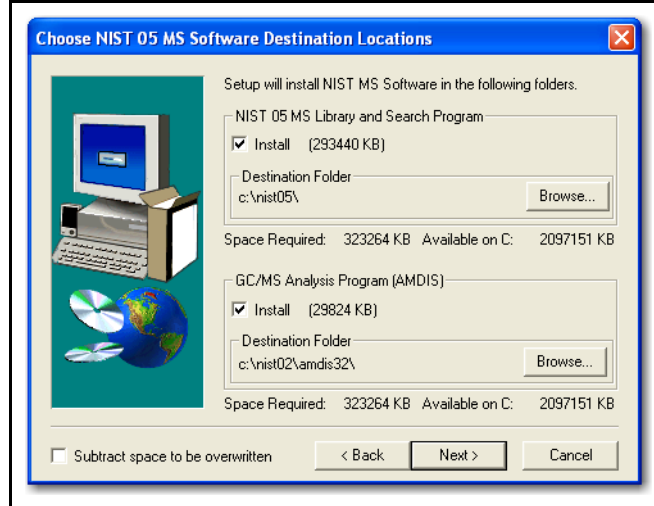 Choose NIST 05 MS Software Destination Locations
Setup will install NIST MS Software in the following folders.
NIST 05 MS Library and Search Program
Install (293440 KB)
Destination Folder
c:\nist05\
Browse...
Space Required: 323264 KB Available on C: 2097151 KB
GC/MS Analysis Program (AMDIS)
Install (29824 KB)
Destination Folder
c:\nist02\amdis32\
Browse...
Space Required: 323264 KB Available on C: 2097151 KB
Subtract space to be overwritten
< Back
Next >
Cancel